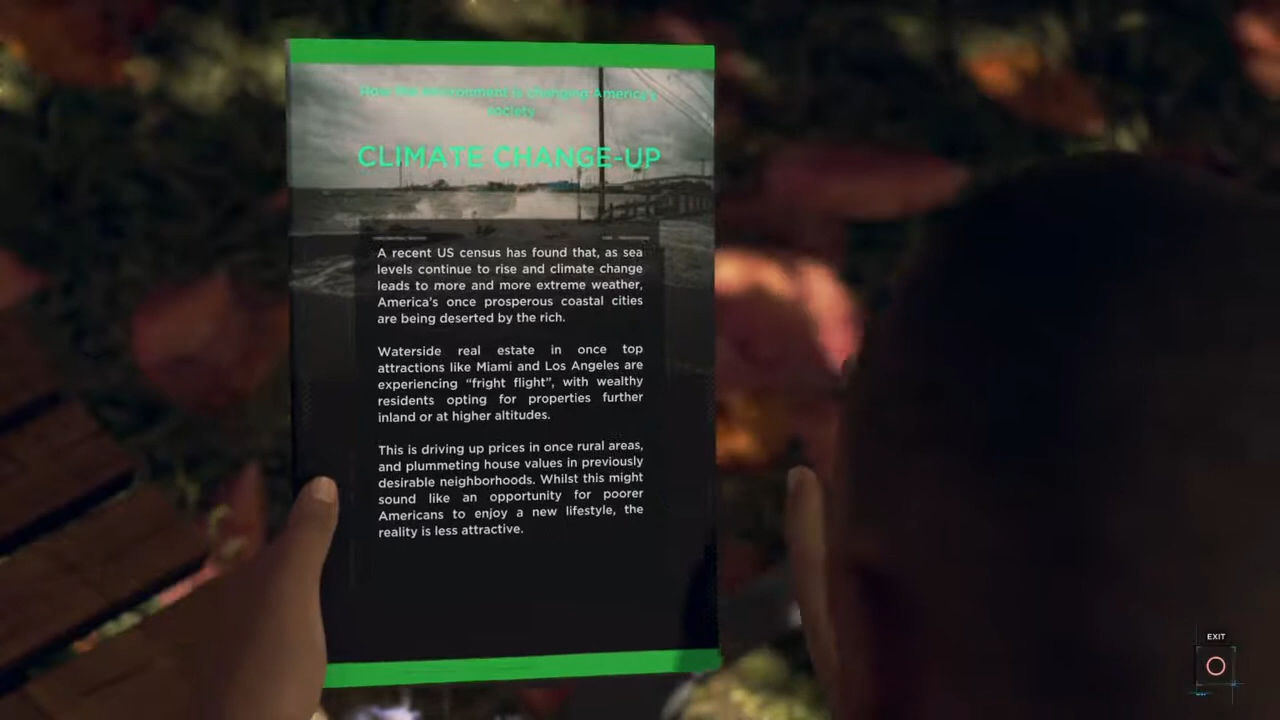 How the environment is changing America's
society
CLIMATE CHANGE-UP
A recent US census has found that, as sea
levels continue to rise and climate change
leads to more and more extreme weather,
America's once prosperous coastal cities
are being deserted by the rich.
Waterside real estate in once top
attractions like Miami and Los Angeles are
experiencing "fright flight", with wealthy
residents opting for properties further
inland or at higher altitudes.
This is driving up prices in once rural areas,
and plummeting house values in previously
desirable neighborhoods. Whilst this might
sound like an opportunity for poorer
Americans to enjoy a new lifestyle, the
reality is less attractive.
EXIT